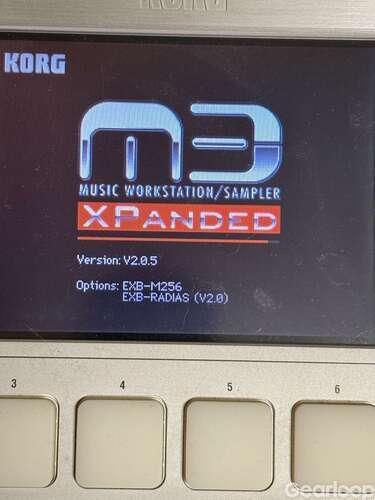 KORG
KORG
M3
MUSIC WORKSTATION/SAMPLER
XPANDED
Version: V2.0.5
Options: EXB-M256
EXB-RADIAS (V2.0)
3 4 5 6
Gearloop